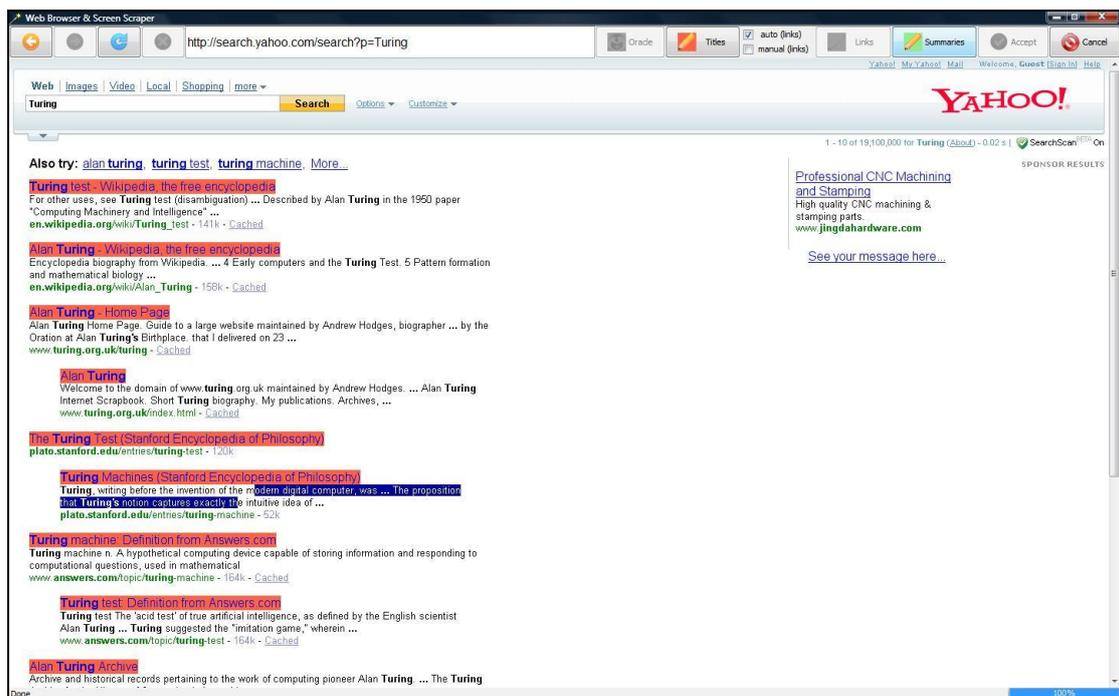 Web Browser & Screen Scraper
http://search.yahoo.com/search?p=Turing
Oracle
Titles
auto (links)
manual (links)
Links
Summaries
Accept
Cancel
Yahoo! My Yahoo! Mail Welcome, Guest [Sign In] Help
Web | Images | Video | Local | Shopping | more
Turing
Search
Options
Customize
YAHOO!
1 - 10 of 19,100,000 for Turing (About) - 0.02 s | SearchScan BETA On
Also try: alan turing, turing test, turing machine, More...
SPONSOR RESULTS
Turing test - Wikipedia, the free encyclopedia
For other uses, see Turing test (disambiguation) ... Described by Alan Turing in the 1950 paper
"Computing Machinery and Intelligence" ...
en.wikipedia.org/wiki/Turing_test - 141k - Cached
Alan Turing - Wikipedia, the free encyclopedia
Encyclopedia biography from Wikipedia. ... 4 Early computers and the Turing Test. 5 Pattern formation
and mathematical biology ...
en.wikipedia.org/wiki/Alan_Turing - 158k - Cached
Alan Turing - Home Page
Alan Turing Home Page. Guide to a large website maintained by Andrew Hodges, biographer ... by the
Oration at Alan Turing's Birthplace. that I delivered on 23 ...
www.turing.org.uk/turing - Cached
Alan Turing
Welcome to the domain of www.turing.org.uk maintained by Andrew Hodges. ... Alan Turing
Internet Scrapbook. Short Turing biography. My publications. Archives, ...
www.turing.org.uk/index.html - Cached
The Turing Test (Stanford Encyclopedia of Philosophy)
plato.stanford.edu/entries/turing-test - 120k
Turing Machines (Stanford Encyclopedia of Philosophy)
Turing, writing before the invention of the modern digital computer, was ... The proposition
that Turing's notion captures exactly the intuitive idea of ...
plato.stanford.edu/entries/turing-machine - 52k
Turing machine: Definition from Answers.com
Turing machine n. A hypothetical computing device capable of storing information and responding to
computational questions, used in mathematical
www.answers.com/topic/turing-machine - 164k - Cached
Turing test: Definition from Answers.com
Turing test The 'acid test' of true artificial intelligence, as defined by the English scientist
Alan Turing ... Turing suggested the "imitation game," wherein ...
www.answers.com/topic/turing-test - 164k - Cached
Alan Turing Archive
Archive and historical records pertaining to the work of computing pioneer Alan Turing. ... The Turing
Professional CNC Machining
and Stamping
High quality CNC machining &
stamping parts.
www.jingdahardware.com
See your message here...
Done
100%